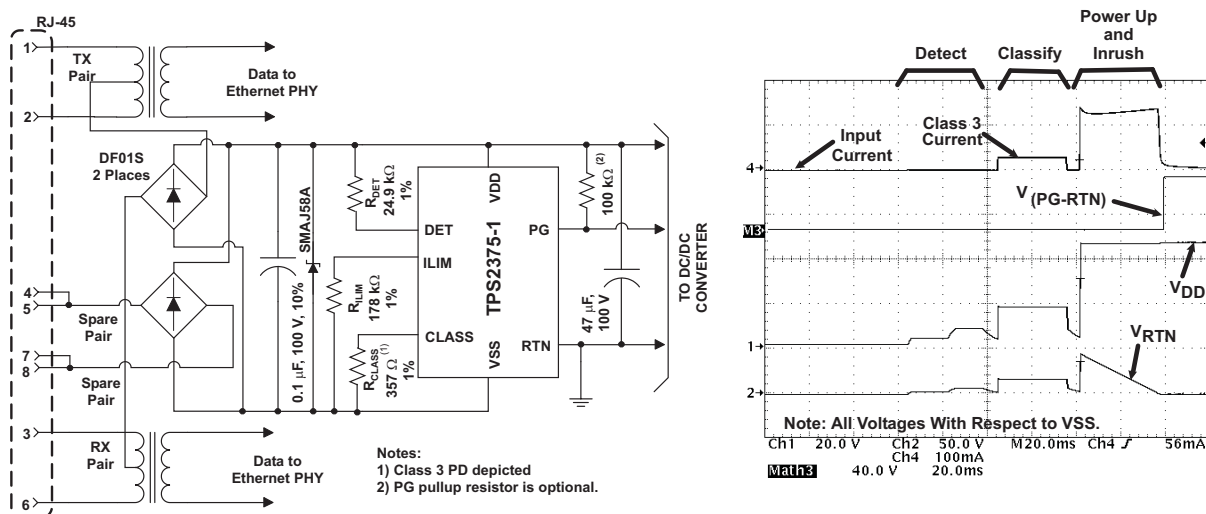 RJ-45
1
TX
Pair
2
Data to
Ethernet PHY
DF01S
2 Places
4
5
Spare
Pair
7
8
Spare
Pair
3
RX
Pair
6
Data to
Ethernet PHY
0.1 µF, 100 V, 10%
SMAJ58A
RDET
24.9 kΩ
1%
RILIM
178 kΩ
1%
RCLASS(1)
357 Ω
1%
VDD
DET
ILIM
CLASS
TPS2375-1
PG
RTN
VSS
100 kΩ (2)
47 µF,
100 V
TO DC/DC
CONVERTER
Notes:
1) Class 3 PD depicted
2) PG pullup resistor is optional.
Power Up
and
Inrush
Detect
Classify
Input
Current
Class 3
Current
4
V(PG-RTN)
M3
VDD
1
VRTN
2
Note: All Voltages With Respect to VSS.
Ch1 20.0 V Ch2 50.0 V M20.0ms Ch4 ƒ 56mA
Ch4 100mA
Math3 40.0 V 20.0ms